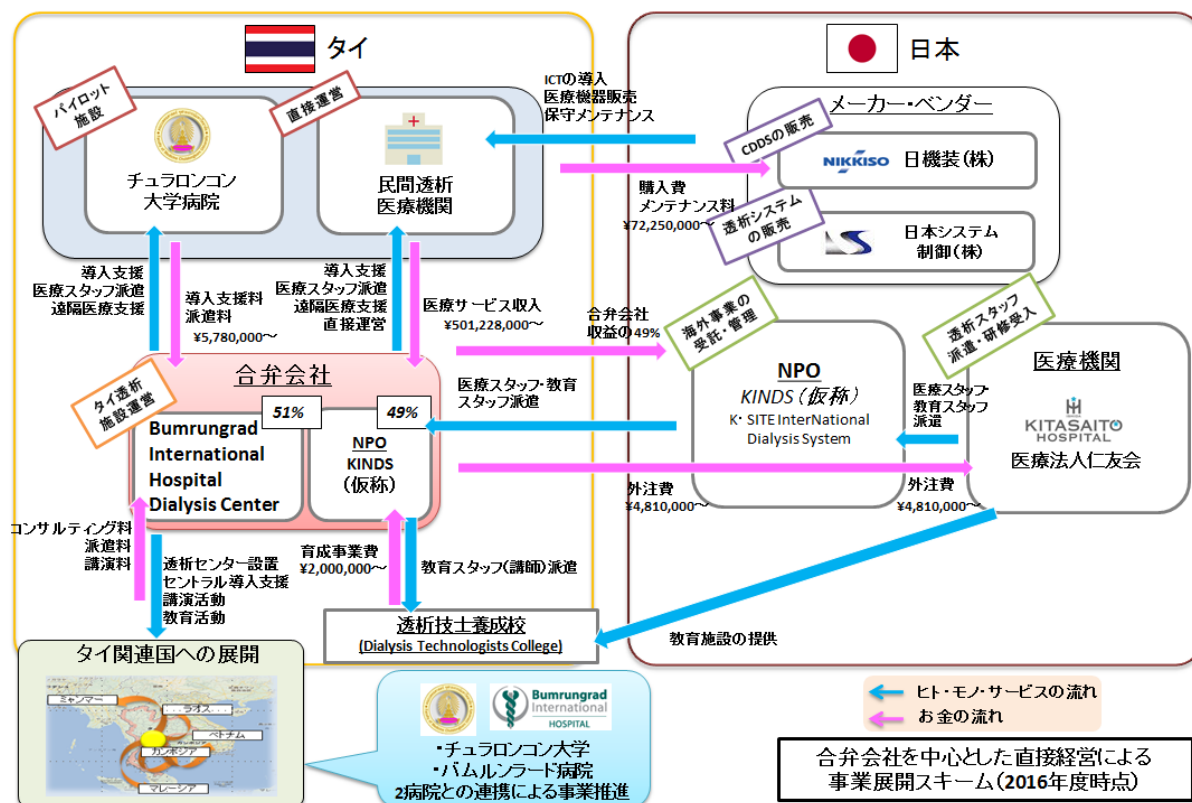 タイ
日本
パイロット
施設
チュラロンコン
大学病院
直接運営
民間透析
医療機関
ICTの導入
医療機器販売
保守メンテナンス
購入費
メンテナンス料
¥72,250,000～
メーカー・ベンダー
CDDSの販売
NIKKISO 日機装(株)
透析システム
の販売
日本システム
制御(株)
導入支援
医療スタッフ派遣
遠隔医療支援
導入支援料
派遣料
¥5,780,000～
導入支援
医療スタッフ派遣
遠隔医療支援
直接運営
医療サービス収入
¥501,228,000～
合弁会社
収益の49%
海外事業の
受託・管理
NPO
KINDS(仮称)
K・SITE InterNational
Dialysis System
透析スタッフ
派遣・研修受入
医療機関
KITASAITO
HOSPITAL
医療法人仁友会
医療スタッフ・
教育スタッフ
派遣
医療スタッフ・教育
スタッフ派遣
外注費
¥4,810,000～
外注費
¥4,810,000～
タイ透析
施設運営
合弁会社
51%
Bumrungrad
International
Hospital
Dialysis Center
49%
NPO
KINDS
(仮称)
コンサルティング料
派遣料
講演料
透析センター設置
セントラル導入支援
講演活動
教育活動
育成事業費
¥2,000,000～
教育スタッフ(講師)派遣
透析技士養成校
(Dialysis Technologists College)
教育施設の提供
タイ関連国への展開
ミャンマー
ラオス
ベトナム
カンボジア
マレーシア
Bumrungrad
International
HOSPITAL
・チュラロンコン大学
・バムルンラード病院
2病院との連携による事業推進
ヒト・モノ・サービスの流れ
お金の流れ
合弁会社を中心とした直接経営による
事業展開スキーム(2016年度時点)